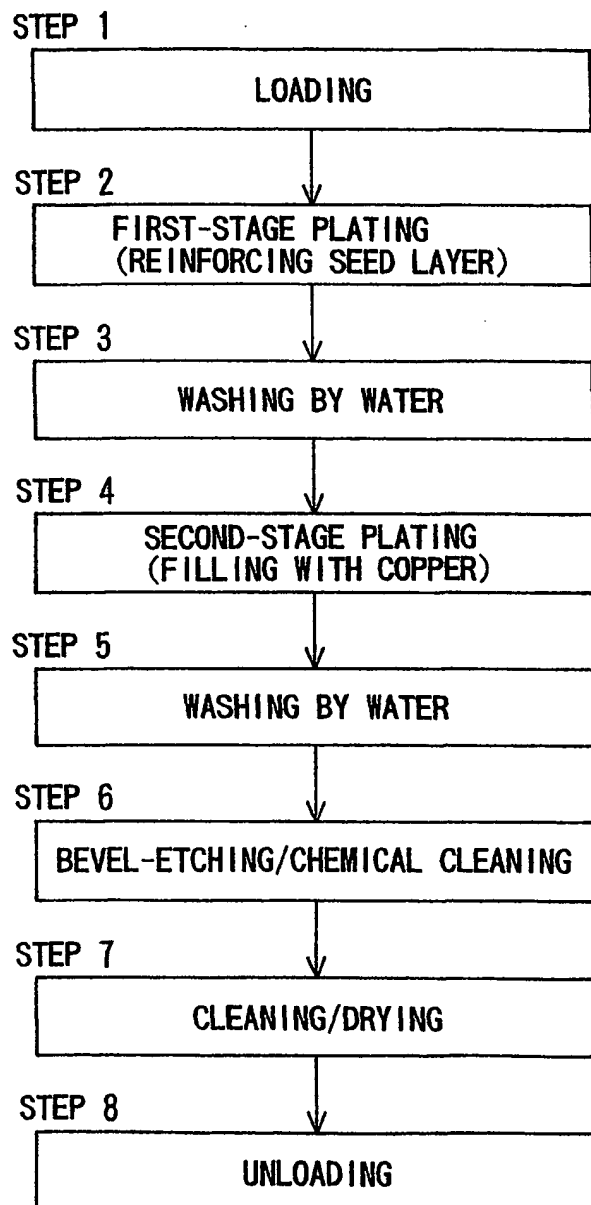 STEP 1
LOADING
STEP 2
FIRST-STAGE PLATING
(REINFORCING SEED LAYER)
STEP 3
WASHING BY WATER
STEP 4
SECOND-STAGE PLATING
(FILLING WITH COPPER)
STEP 5
WASHING BY WATER
STEP 6
BEVEL-ETCHING/CHEMICAL CLEANING
STEP 7
CLEANING/DRYING
STEP 8
UNLOADING